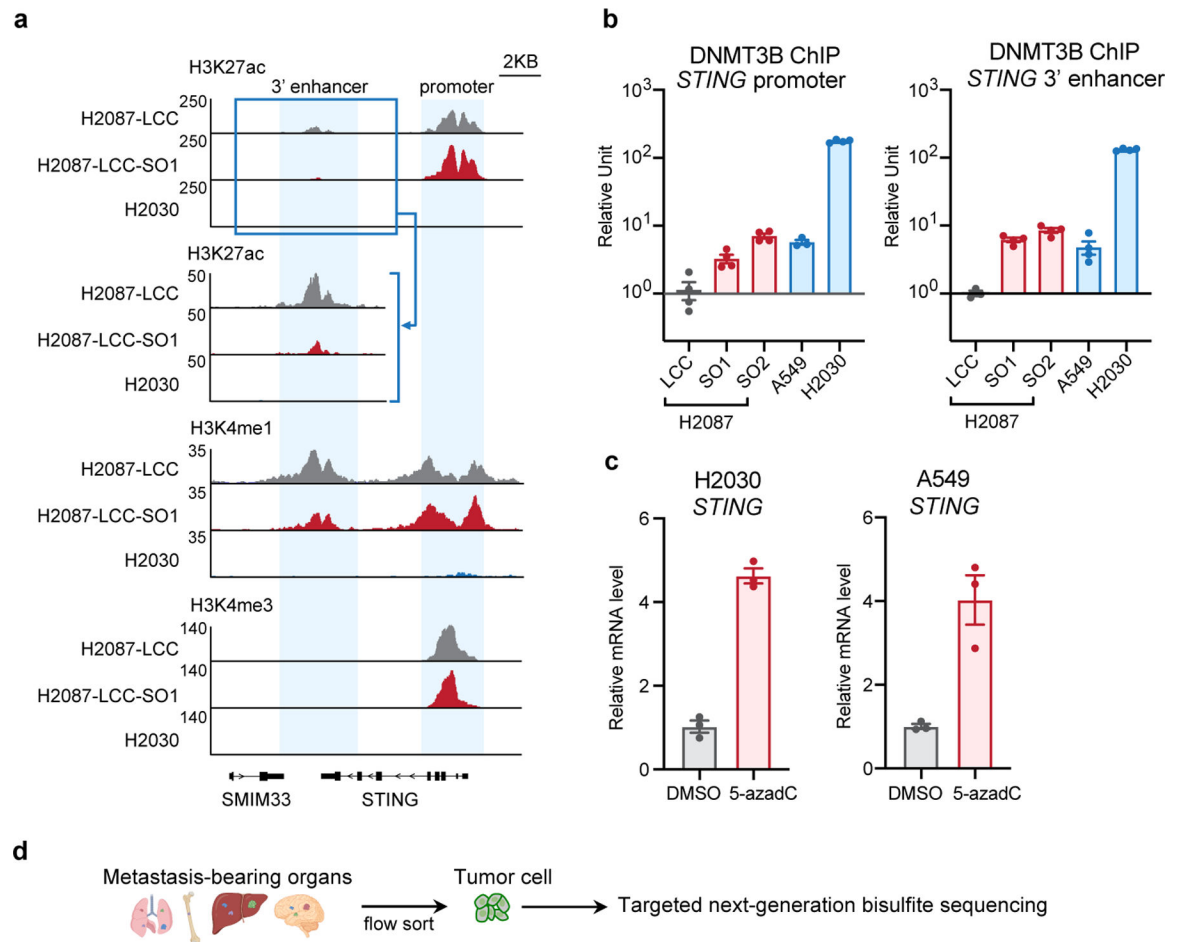 a
2KB
H3K27ac
3' enhancer
promoter
250
H2087-LCC
250
H2087-LCC-SO1
250
H2030
H3K27ac
50
H2087-LCC
50
H2087-LCC-SO1
50
H2030
H3K4me1
35
H2087-LCC
35
H2087-LCC-SO1
35
H2030
H3K4me3
140
H2087-LCC
140
H2087-LCC-SO1
140
H2030
SMIM33
STING
b
DNMT3B ChIP
STING promoter
Relative Unit
10³
10²
10¹
10⁰
LCC
SO1
SO2
A549
H2030
H2087
DNMT3B ChIP
STING 3' enhancer
Relative Unit
10³
10²
10¹
10⁰
LCC
SO1
SO2
A549
H2030
H2087
c
H2030
STING
Relative mRNA level
6
4
2
0
DMSO
5-azadC
A549
STING
Relative mRNA level
6
4
2
0
DMSO
5-azadC
d
Metastasis-bearing organs
flow sort
Tumor cell
Targeted next-generation bisulfite sequencing